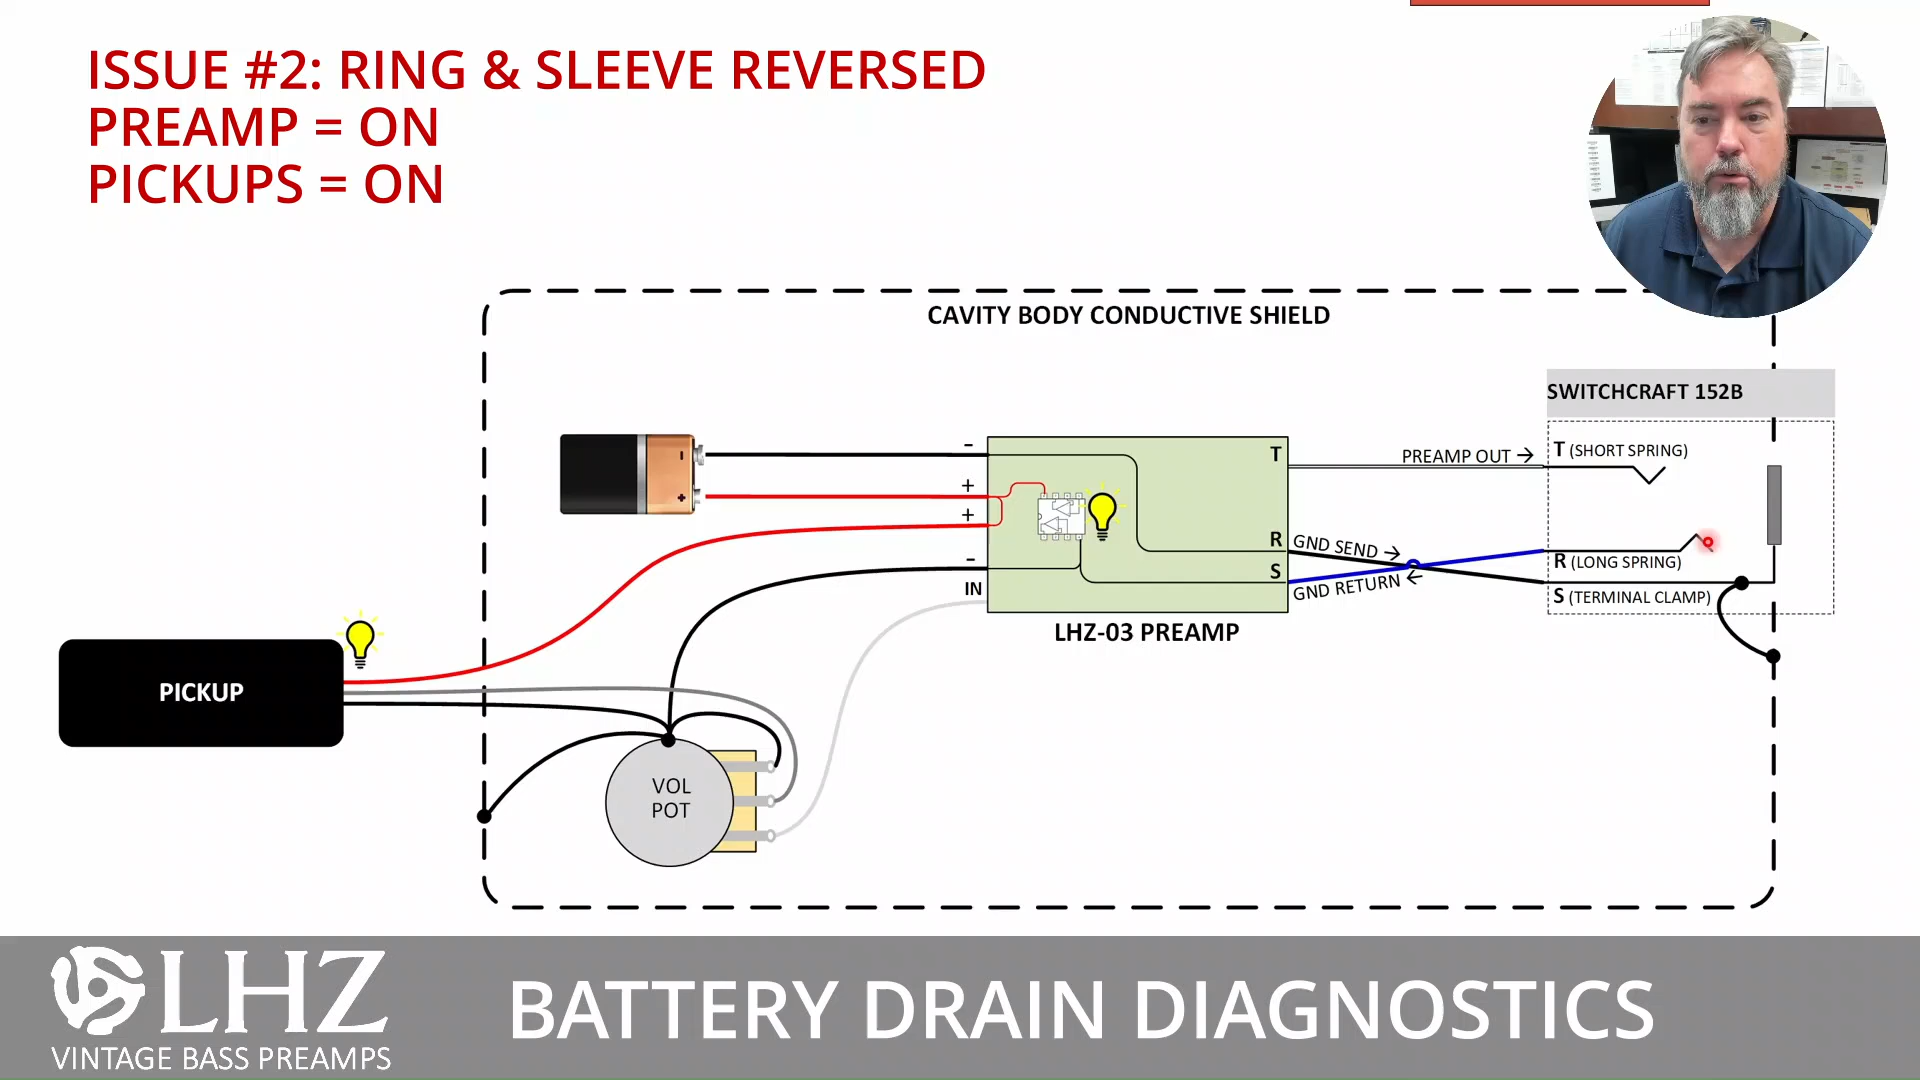 ISSUE #2: RING & SLEEVE REVERSED
PREAMP = ON
PICKUPS = ON
CAVITY BODY CONDUCTIVE SHIELD
SWITCHCRAFT 152B
-
+
-
+
+
-
IN
T
R
S
PREAMP OUT →
GND SEND →
GND RETURN ←
T (SHORT SPRING)
R (LONG SPRING)
S (TERMINAL CLAMP)
LHZ-03 PREAMP
PICKUP
VOL
POT
LHZ
VINTAGE BASS PREAMPS
BATTERY DRAIN DIAGNOSTICS